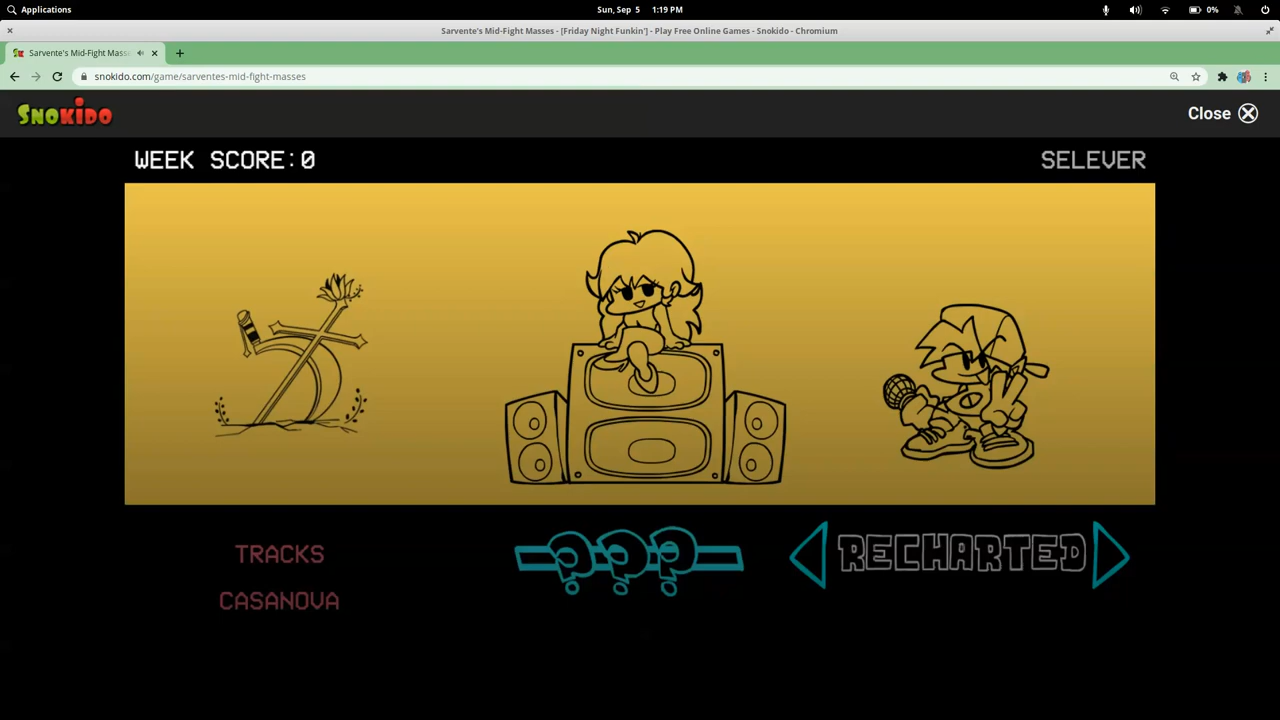 Applications
Sun, Sep 5 1:19 PM
0%
Sarvente's Mid-Fight Masses - [Friday Night Funkin'] - Play Free Online Games - Snokido - Chromium
Sarvente's Mid-Fight Mass
snokido.com/game/sarventes-mid-fight-masses
SNOKIDO
Close
WEEK SCORE:0
SELEVER
TRACKS
???
RECHARTED
CASANOVA